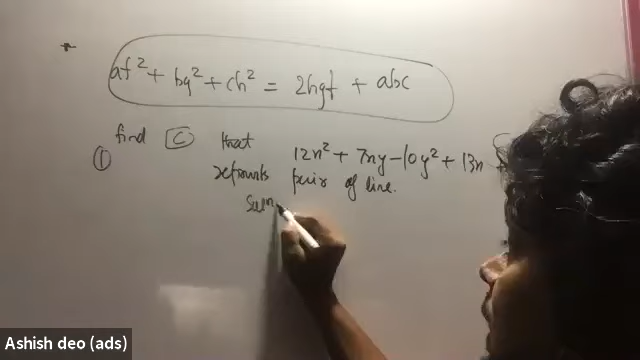 af² + bg² + ch² = 2hgf + abc
① find C that 12x² + 7xy - 10y² + 13x +
represents pair of line.
Ashish deo (ads)